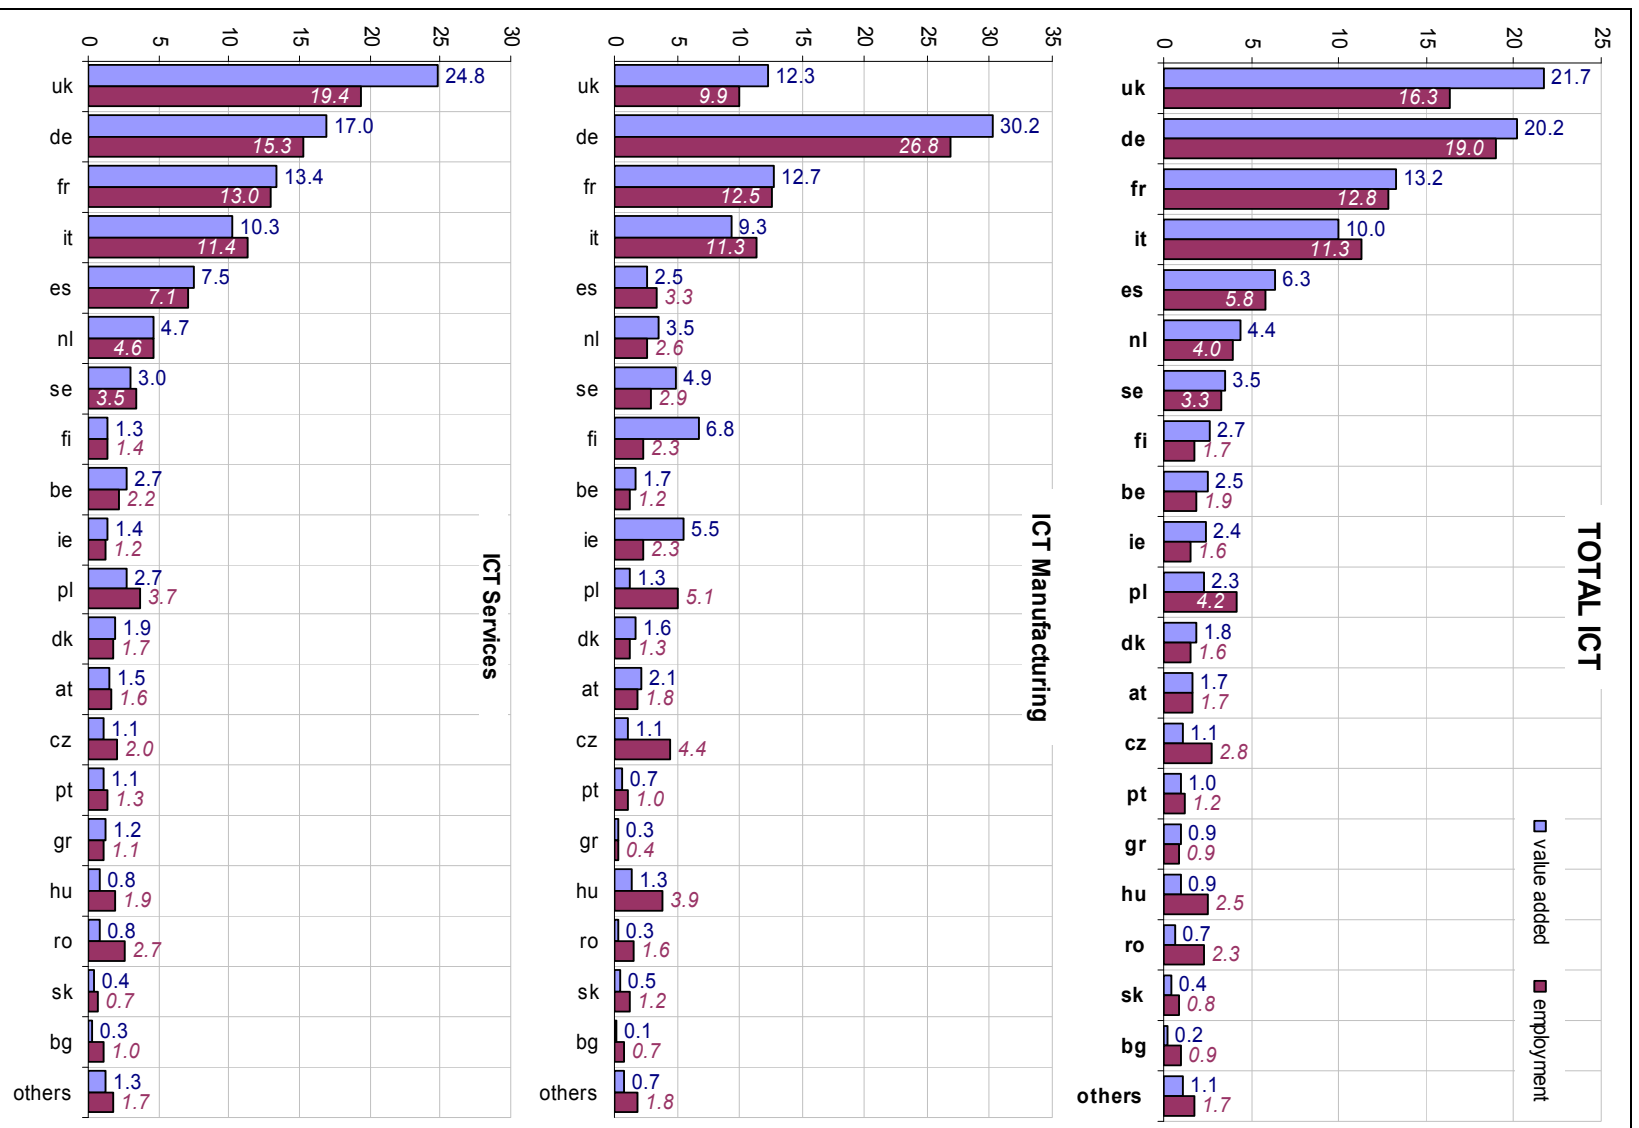 0 5 10 15 20 25 30
uk 24.8 19.4
de 17.0 15.3
fr 13.4 13.0
it 10.3 11.4
es 7.5 7.1
nl 4.7 4.6
se 3.0 3.5
fi 1.3 1.4
be 2.7 2.2
ie 1.4 1.2
pl 2.7 3.7
dk 1.9 1.7
at 1.5 1.6
cz 1.1 2.0
pt 1.1 1.3
gr 1.2 1.1
hu 0.8 1.9
ro 0.8 2.7
sk 0.4 0.7
bg 0.3 1.0
others 1.3 1.7
ICT Services
0 5 10 15 20 25 30 35
uk 12.3 9.9
de 30.2 26.8
fr 12.7 12.5
it 9.3 11.3
es 2.5 3.3
nl 3.5 2.6
se 4.9 2.9
fi 6.8 2.3
be 1.7 1.2
ie 5.5 2.3
pl 1.3 5.1
dk 1.6 1.3
at 2.1 1.8
cz 1.1 4.4
pt 0.7 1.0
gr 0.3 0.4
hu 1.3 3.9
ro 0.3 1.6
sk 0.5 1.2
bg 0.1 0.7
others 0.7 1.8
ICT Manufacturing
0 5 10 15 20 25
uk 21.7 16.3
de 20.2 19.0
fr 13.2 12.8
it 10.0 11.3
es 6.3 5.8
nl 4.4 4.0
se 3.5 3.3
fi 2.7 1.7
be 2.5 1.9
ie 2.4 1.6
pl 2.3 4.2
dk 1.8 1.6
at 1.7 1.7
cz 1.1 2.8
pt 1.0 1.2
gr 0.9 0.9
hu 0.9 2.5
ro 0.7 2.3
sk 0.4 0.8
bg 0.2 0.9
others 1.1 1.7
TOTAL ICT
value added employment